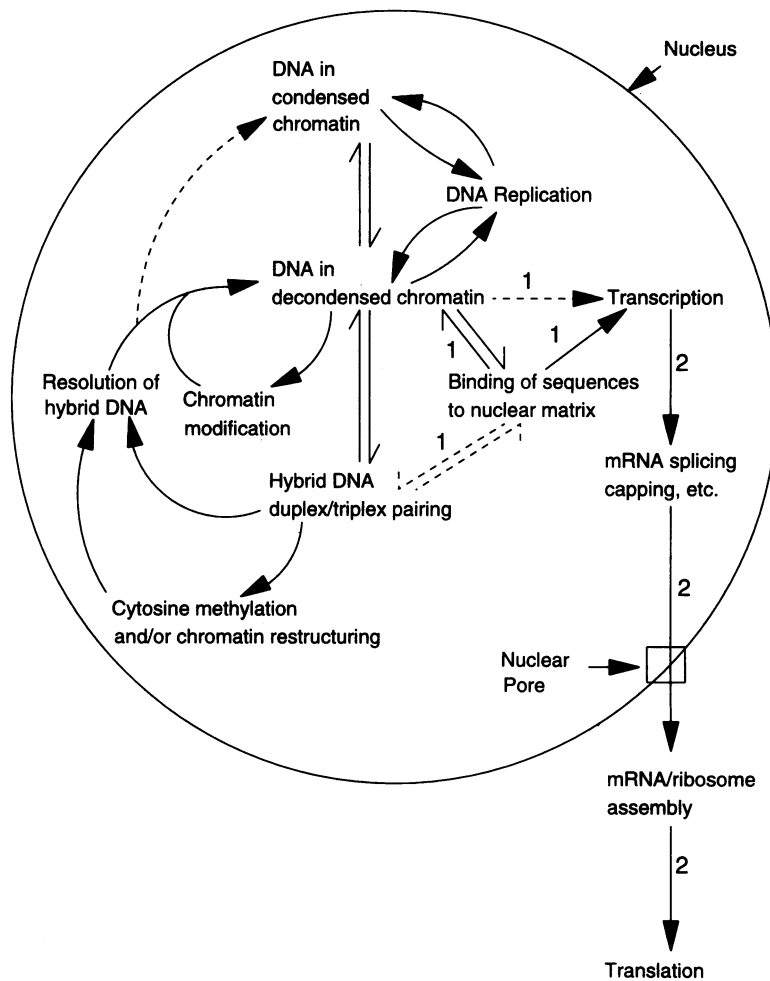 Nucleus
DNA in
condensed
chromatin
DNA Replication
DNA in
decondensed chromatin
1
Transcription
1
1
2
Resolution of
hybrid DNA
Chromatin
modification
Binding of sequences
to nuclear matrix
1
mRNA splicing
capping, etc.
Hybrid DNA
duplex/triplex pairing
2
Cytosine methylation
and/or chromatin restructuring
Nuclear
Pore
mRNA/ribosome
assembly
2
Translation